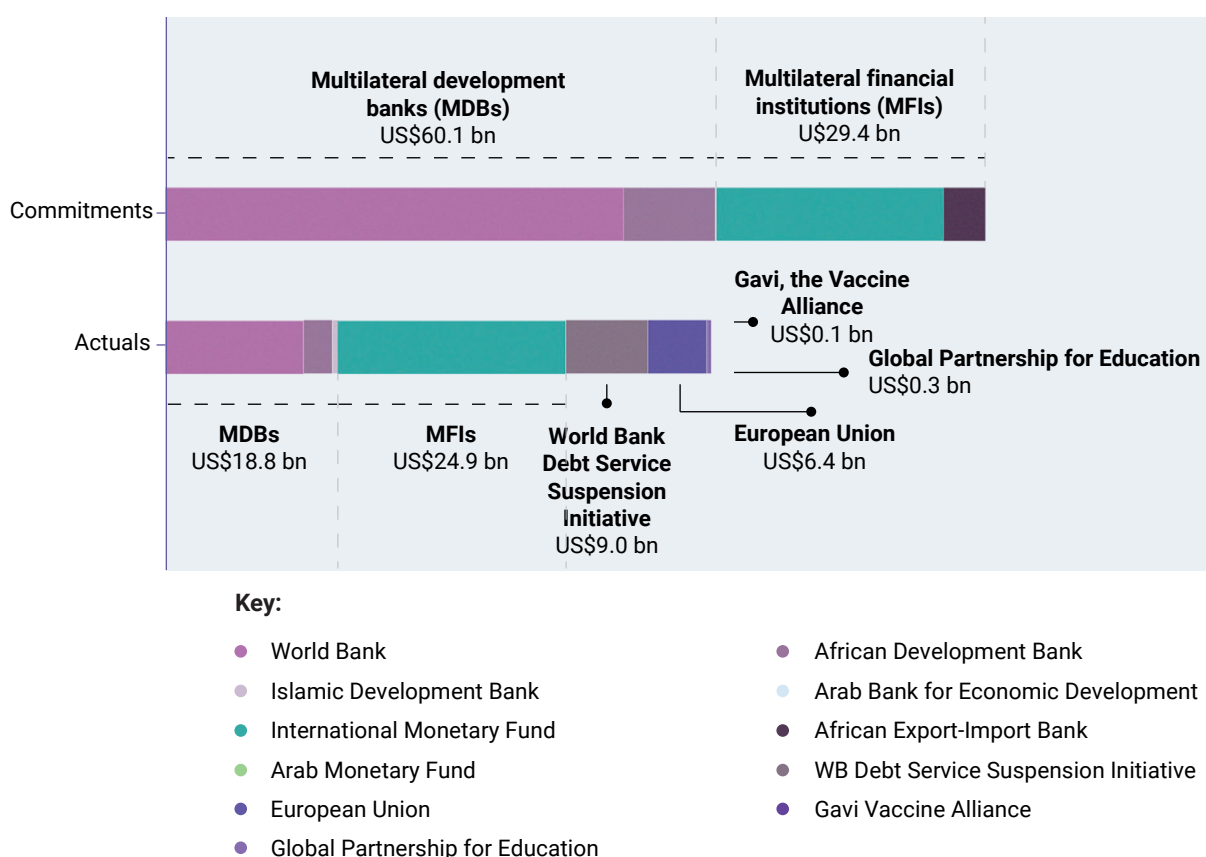 Multilateral development
banks (MDBs)
US$60.1 bn
Multilateral financial
institutions (MFIs)
U$29.4 bn
Commitments
Gavi, the Vaccine
Alliance
US$0.1 bn
Actuals
Global Partnership for Education
US$0.3 bn
MDBs
US$18.8 bn
MFIs
US$24.9 bn
World Bank
Debt Service
Suspension
Initiative
US$9.0 bn
European Union
US$6.4 bn
Key:
World Bank
Islamic Development Bank
International Monetary Fund
Arab Monetary Fund
European Union
Global Partnership for Education
African Development Bank
Arab Bank for Economic Development
African Export-Import Bank
WB Debt Service Suspension Initiative
Gavi Vaccine Alliance